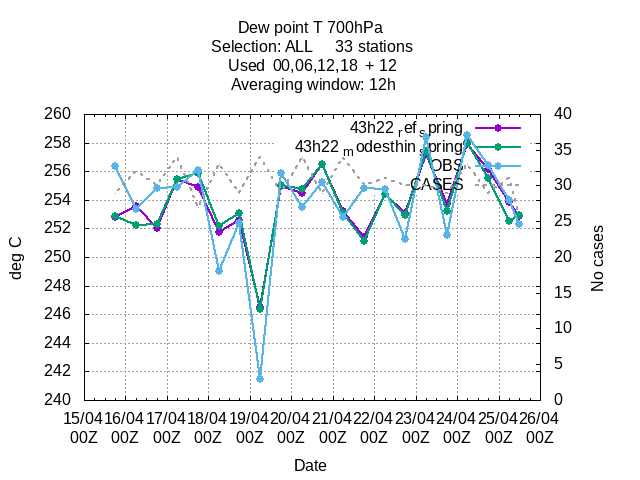 Dew point T 700hPa
Selection: ALL 33 stations
Used 00,06,12,18 + 12
Averaging window: 12h
260 40
43h22 ref spring
258 35
43h22 modesthin spring
256 OBS
254 30
CASES
252 25
250 20
248 15
246
244 10
242 5
240 0
deg C
No cases
15/04 16/04 17/04 18/04 19/04 20/04 21/04 22/04 23/04 24/04 25/04 26/04
00Z 00Z 00Z 00Z 00Z 00Z 00Z 00Z 00Z 00Z 00Z 00Z
Date